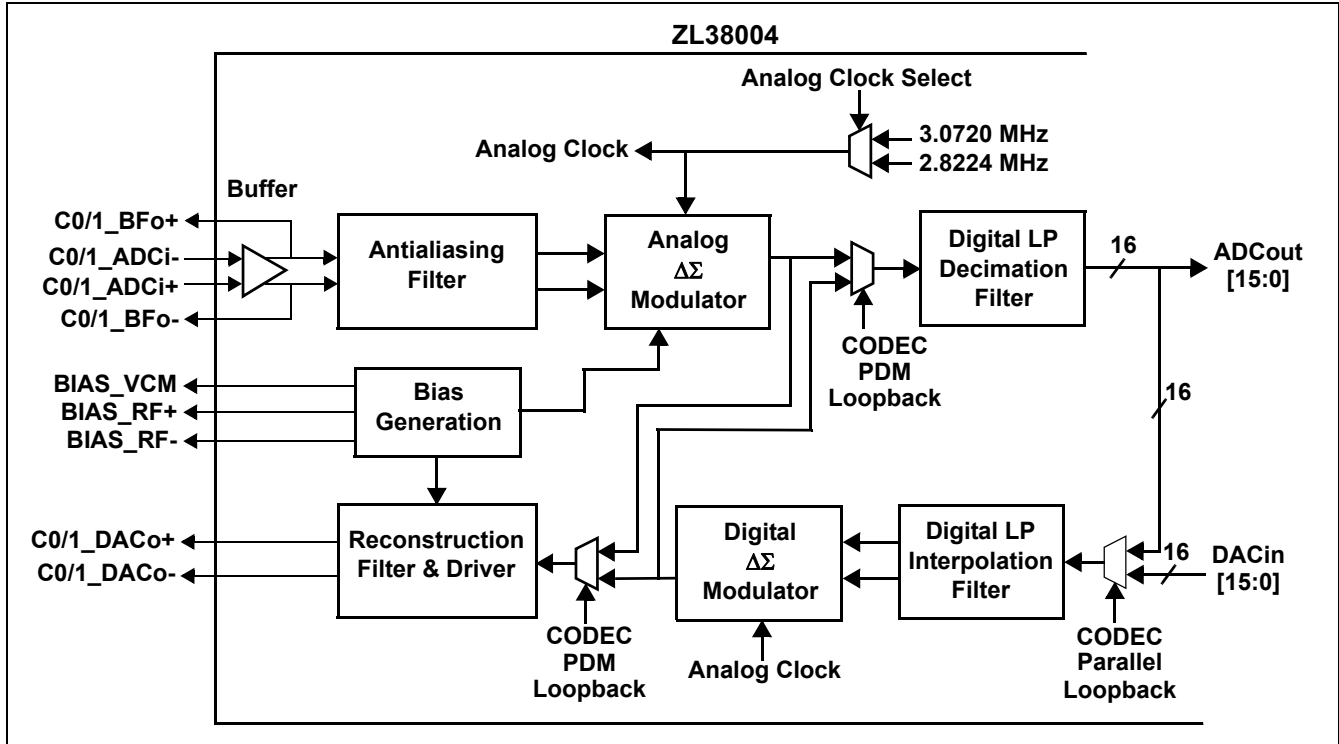 ZL38004
Analog Clock Select
3.0720 MHz
2.8224 MHz
Analog Clock
Buffer
C0/1_BFo+
C0/1_ADCi-
C0/1_ADCi+
C0/1_BFo-
Antialiasing
Filter
Analog
ΔΣ
Modulator
Digital LP
Decimation
Filter
16
ADCout
[15:0]
CODEC
PDM
Loopback
16
BIAS_VCM
BIAS_RF+
BIAS_RF-
Bias
Generation
C0/1_DACo+
C0/1_DACo-
Reconstruction
Filter & Driver
CODEC
PDM
Loopback
Digital
ΔΣ
Modulator
Analog Clock
Digital LP
Interpolation
Filter
CODEC
Parallel
Loopback
16
DACin
[15:0]